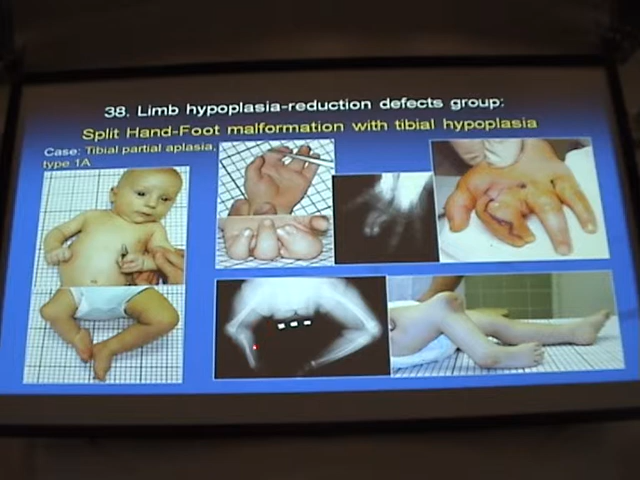 38. Limb hypoplasia-reduction defects group:
Split Hand-Foot malformation with tibial hypoplasia
Case: Tibial partial aplasia,
type 1A